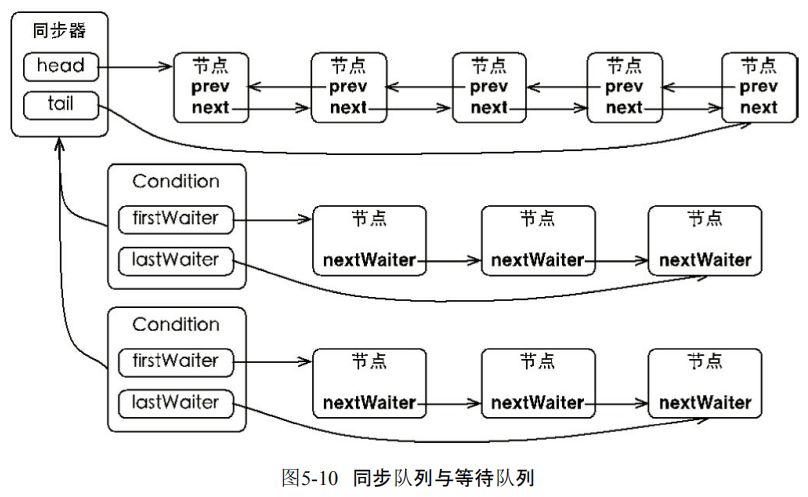 同步器
head
tail
节点
prev
next
节点
prev
next
节点
prev
next
节点
prev
next
节点
prev
next
Condition
firstWaiter
lastWaiter
节点
nextWaiter
节点
nextWaiter
节点
nextWaiter
Condition
firstWaiter
lastWaiter
节点
nextWaiter
节点
nextWaiter
节点
nextWaiter
图5-10 同步队列与等待队列